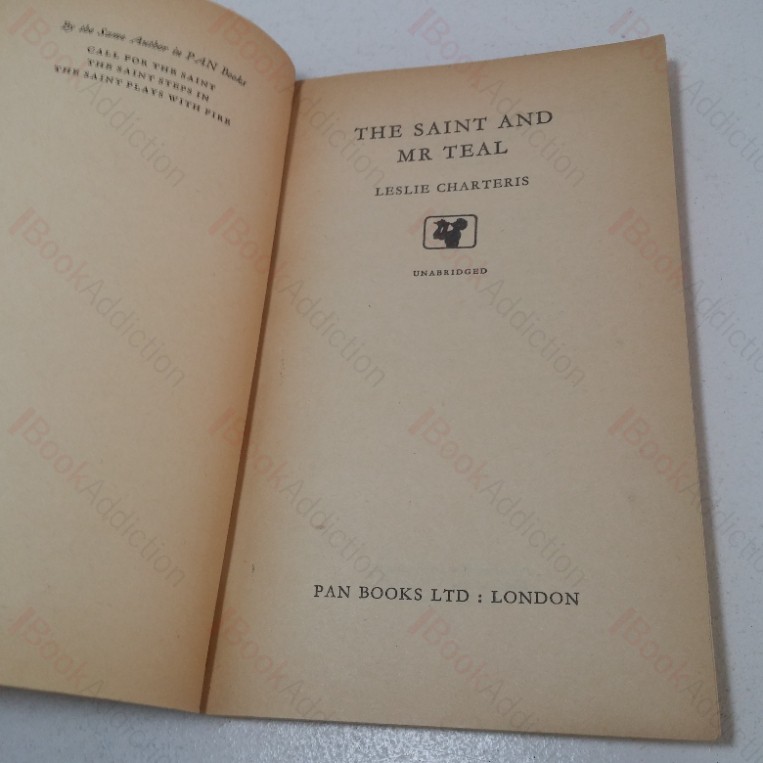 By the Same Author in PAN Books
CALL FOR THE SAINT
THE SAINT STEPS IN
THE SAINT PLAYS WITH FIRE
THE SAINT AND
MR TEAL
LESLIE CHARTERIS
UNABRIDGED
PAN BOOKS LTD : LONDON
BookAddiction